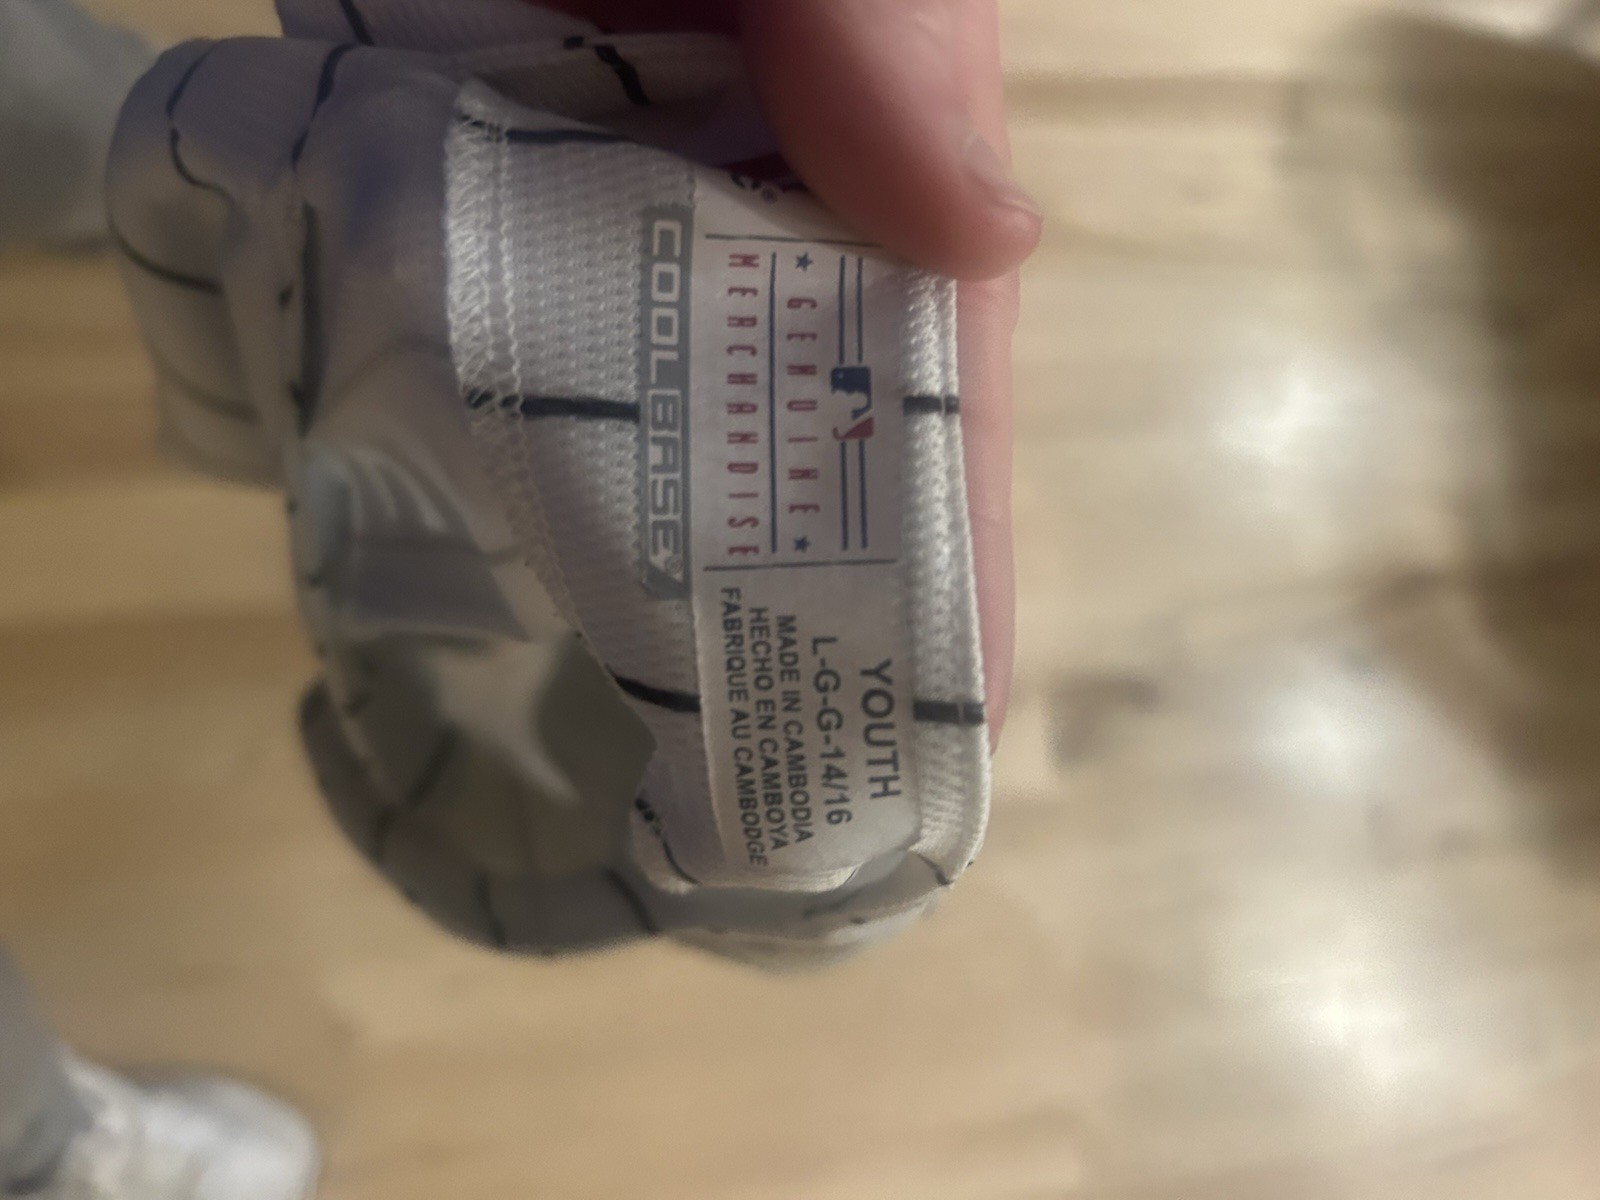 ★ GENUINE ★
MERCHANDISE
COOLBASE®
YOUTH
L-G-G-14/16
MADE IN CAMBODIA
HECHO EN CAMBOYA
FABRIQUE AU CAMBODGE